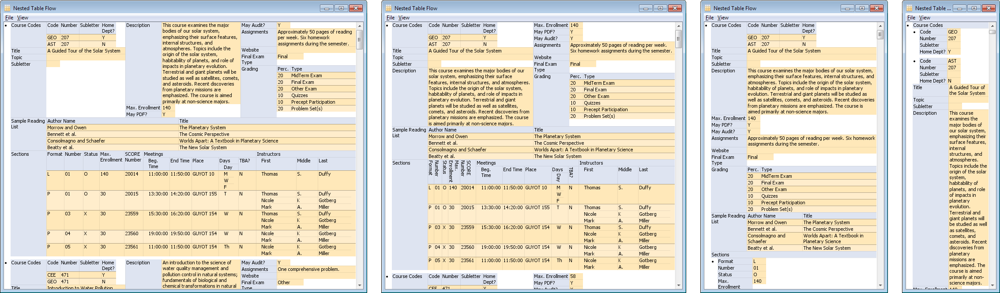 Nested Table Flow
File View
Course Codes
Code Number Subletter Home Dept?
GEO 207 Y
AST 207 N
Title A Guided Tour of the Solar System
Topic
Subletter
Description This course examines the major
bodies of our solar system,
emphasizing their surface features,
internal structures, and
atmospheres. Topics include the
origin of the solar system,
habitability of planets, and role of
impacts in planetary evolution.
Terrestrial and giant planets will be
studied as well as satellites, comets,
and asteroids. Recent discoveries
from planetary missions are
emphasized. The course is aimed
primarily at non-science majors.
Max. Enrollment 140
May PDF? Y
May Audit? Y
Assignments Approximately 50 pages of reading
per week. Six homework
assignments during the semester.
Website
Final Exam Type Final
Grading Perc. Type
20 MidTerm Exam
20 Final Exam
20 Other Exam
10 Quizzes
10 Precept Participation
20 Problem Set(s)
Sample Reading List Author Name Title
Morrow and Owen The Planetary System
Bennett et al. The Cosmic Perspective
Consolmagno and Schaefer Worlds Apart: A Textbook in Planetary Science
Beatty et al. The New Solar System
Sections Format Number Status Max. Enrollment SCORE Number Meetings Instructors
Beg. Time End Time Place Days TBA? First Middle Last
Day
L 01 O 140 20014 11:00:00 11:50:00 GUYOT 10 M N Thomas S. Duffy
W
F
P 01 O 30 20015 13:30:00 14:20:00 GUYOT 155 T N Thomas S. Duffy
Nicole K Gotberg
Mark A. Miller
P 03 X 30 23559 15:30:00 16:20:00 GUYOT 154 W N Thomas S. Duffy
Nicole K Gotberg
Mark A. Miller
P 04 X 30 23560 19:00:00 19:50:00 GUYOT 154 W N Nicole K Gotberg
Mark A. Miller
P 05 X 30 23561 11:00:00 11:50:00 GUYOT 154 Th N Nicole K Gotberg
Mark A. Miller
Course Codes
Code Number Subletter Home Dept?
CEE 471 Y
GEO 471 N
Title Introduction to Water Pollution
Description An introduction to the science of
water quality management and
pollution control in natural systems;
fundamentals of biological and
chemical transformations in natural
May Audit? Y
Assignments One comprehensive problem.
Website
Final Exam Type Other
Nested Table Flow
File View
Course Codes
Code Number Subletter Home Dept?
GEO 207 Y
AST 207 N
Title A Guided Tour of the Solar System
Topic
Subletter
Description This course examines the major bodies of our
solar system, emphasizing their surface
features, internal structures, and atmospheres.
Topics include the origin of the solar system,
habitability of planets, and role of impacts in
planetary evolution. Terrestrial and giant
planets will be studied as well as satellites,
comets, and asteroids. Recent discoveries from
planetary missions are emphasized. The course
is aimed primarily at non-science majors.
Max. Enrollment 140
May PDF? Y
May Audit? Y
Assignments Approximately 50 pages of reading per week.
Six homework assignments during the semester.
Website
Final Exam Type Final
Grading Perc. Type
20 MidTerm Exam
20 Final Exam
20 Other Exam
10 Quizzes
10 Precept Participation
20 Problem Set(s)
Sample Reading List Author Name Title
Morrow and Owen The Planetary System
Bennett et al. The Cosmic Perspective
Consolmagno and Schaefer Worlds Apart: A Textbook in Planetary Science
Beatty et al. The New Solar System
Sections Format Number Status Max. Enrollment SCORE Number Meetings Instructors
Beg. Time End Time Place Days TBA? First Middle Last
Day
L 01 O 140 20014 11:00:00 11:50:00 GUYOT 10 M N Thomas S. Duffy
W
F
P 01 O 30 20015 13:30:00 14:20:00 GUYOT 155 T N Thomas S. Duffy
Nicole K Gotberg
Mark A. Miller
P 03 X 30 23559 15:30:00 16:20:00 GUYOT 154 W N Thomas S. Duffy
Nicole K Gotberg
Mark A. Miller
P 04 X 30 23560 19:00:00 19:50:00 GUYOT 154 W N Nicole K Gotberg
Mark A. Miller
P 05 X 30 23561 11:00:00 11:50:00 GUYOT 154 Th N Nicole K Gotberg
Mark A. Miller
Course Codes
Code Number Subletter Home Dept?
CEE 471 Y
Max. Enrollment 58
May PDF? Y
May Audit? Y
Nested Table Flow
File View
Course Codes
Code Number Subletter Home Dept?
GEO 207 Y
AST 207 N
Title A Guided Tour of the Solar System
Topic
Subletter
Description This course examines the major bodies of our solar system,
emphasizing their surface features, internal structures, and
atmospheres. Topics include the origin of the solar system,
habitability of planets, and role of impacts in planetary
evolution. Terrestrial and giant planets will be studied as
well as satellites, comets, and asteroids. Recent discoveries
from planetary missions are emphasized. The course is
aimed primarily at non-science majors.
Max. Enrollment 140
May PDF? Y
May Audit? Y
Assignments Approximately 50 pages of reading per week. Six homework
assignments during the semester.
Website
Final Exam Type Final
Grading Perc. Type
20 MidTerm Exam
20 Final Exam
20 Other Exam
10 Quizzes
10 Precept Participation
20 Problem Set(s)
Sample Reading List Author Name Title
Morrow and Owen The Planetary System
Bennett et al. The Cosmic Perspective
Consolmagno and Schaefer Worlds Apart: A Textbook in Planetary Science
Beatty et al. The New Solar System
Sections
Format L
Number 01
Status O
Max. Enrollment 140
Nested Table ...
File View
Course Codes
Code GEO
Number 207
Subletter
Home Dept? Y
Code AST
Number 207
Subletter
Home Dept? N
Title A Guided Tour of
the Solar System
Topic
Subletter
Description This course
examines the
major bodies of
our solar system,
emphasizing
their surface
features,
internal
structures, and
atmospheres.
Topics include
the origin of the
solar system,
habitability of
planets, and role
of impacts in
planetary
evolution.
Terrestrial and
giant planets will
be studied as
well as satellites,
comets, and
asteroids. Recent
discoveries from
planetary
missions are
emphasized. The
course is aimed
primarily at non-
science majors.
Max. Enrollment 140